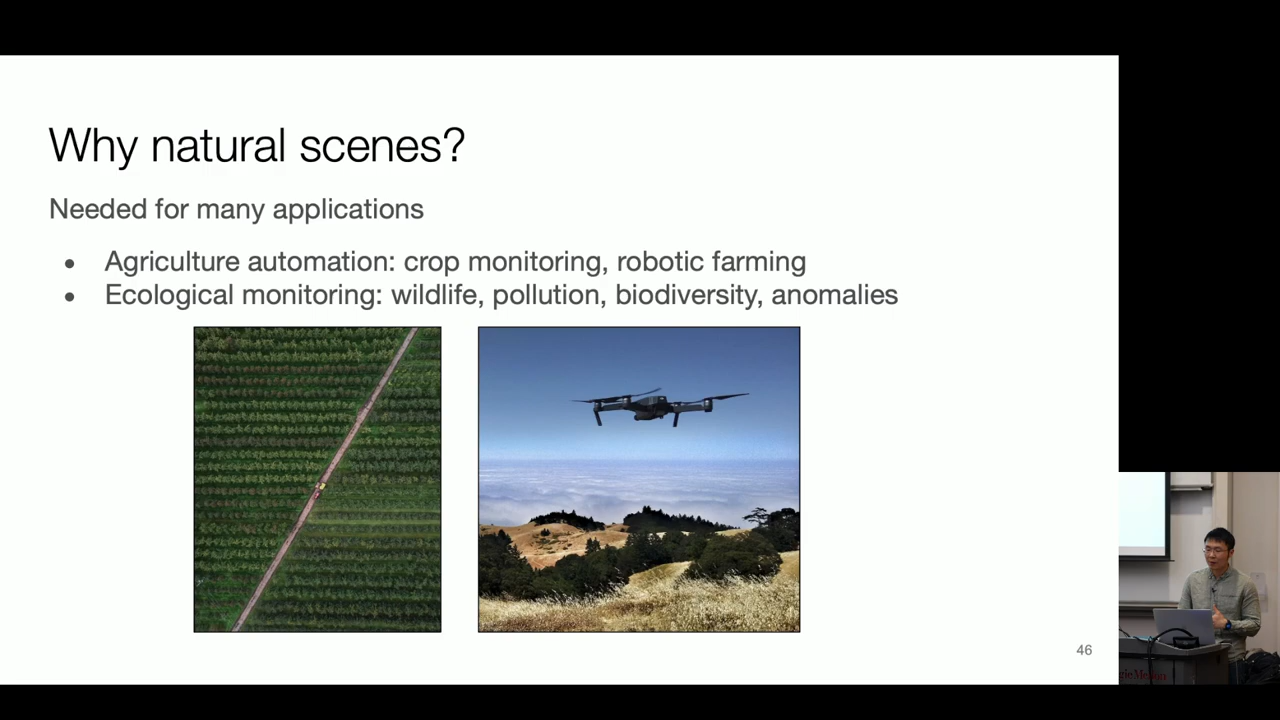 Why natural scenes?
Needed for many applications
• Agriculture automation: crop monitoring, robotic farming
• Ecological monitoring: wildlife, pollution, biodiversity, anomalies
46